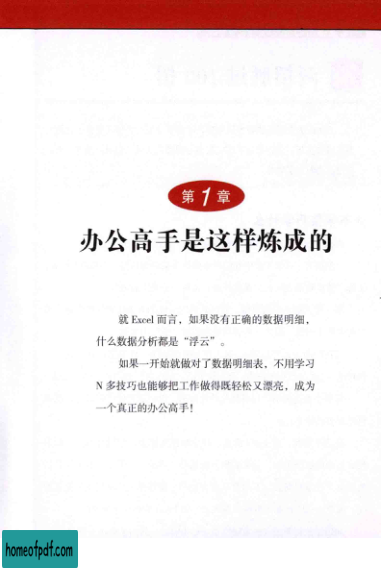 第1章
办公高手是这样炼成的
就 Excel 而言，如果没有正确的数据明细，
什么数据分析都是“浮云”。
如果一开始就做对了数据明细表，不用学习
N 多技巧也能够把工作做得既轻松又漂亮，成为
一个真正的办公高手！
homeofpdf.com